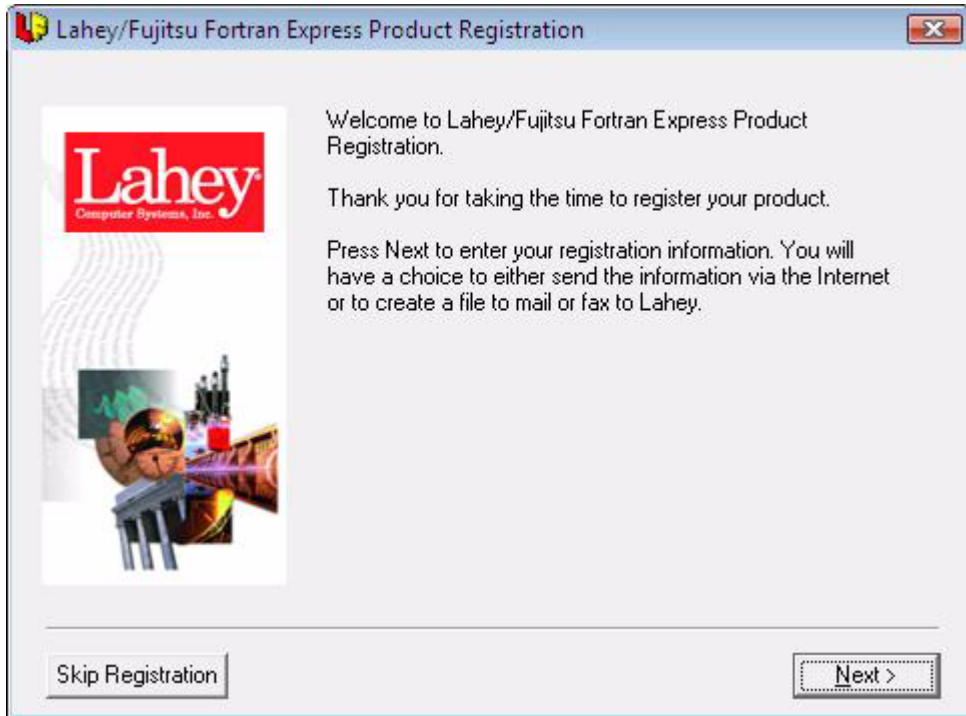 Lahey/Fujitsu Fortran Express Product Registration
Lahey
Computer Systems, Inc.
Welcome to Lahey/Fujitsu Fortran Express Product
Registration.
Thank you for taking the time to register your product.
Press Next to enter your registration information. You will
have a choice to either send the information via the Internet
or to create a file to mail or fax to Lahey.
Skip Registration
Next >